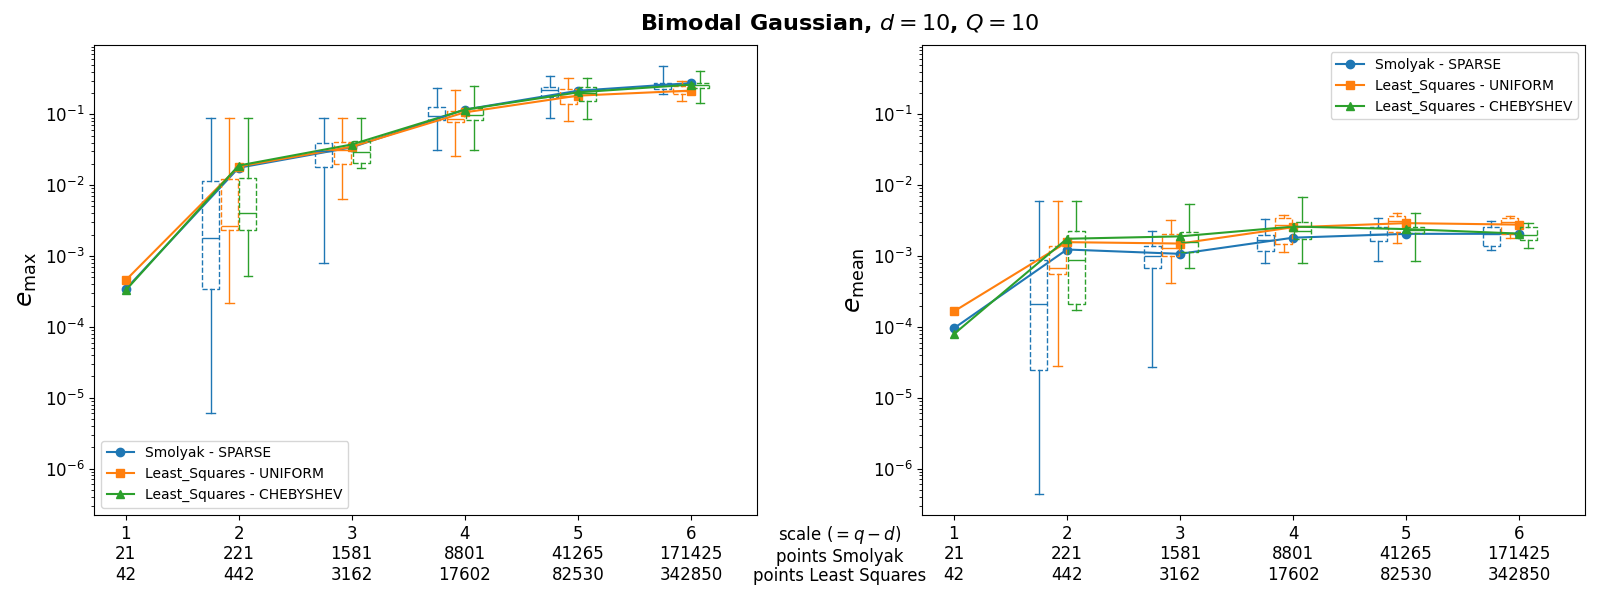 Bimodal Gaussian, d = 10, Q = 10
e_max
10^-1
10^-2
10^-3
10^-4
10^-5
10^-6
Smolyak - SPARSE
Least_Squares - UNIFORM
Least_Squares - CHEBYSHEV
1 2 3 4 5 6
21 221 1581 8801 41265 171425
42 442 3162 17602 82530 342850
scale (= q − d)
points Smolyak
points Least Squares
e_mean
10^-1
10^-2
10^-3
10^-4
10^-5
10^-6
Smolyak - SPARSE
Least_Squares - UNIFORM
Least_Squares - CHEBYSHEV
1 2 3 4 5 6
21 221 1581 8801 41265 171425
42 442 3162 17602 82530 342850